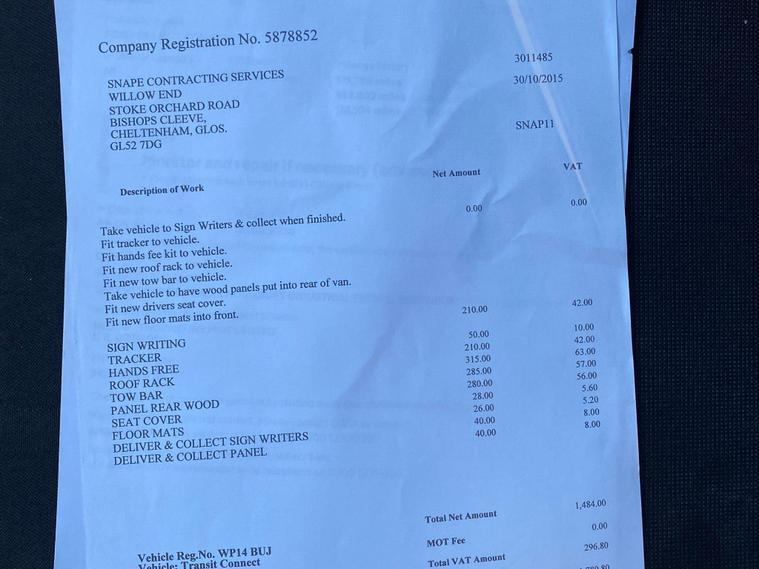 Company Registration No. 5878852
3011485
SNAPE CONTRACTING SERVICES 30/10/2015
WILLOW END
STOKE ORCHARD ROAD
BISHOPS CLEEVE,
CHELTENHAM, GLOS. SNAP11
GL52 7DG
Description of Work Net Amount VAT
Take vehicle to Sign Writers & collect when finished. 0.00 0.00
Fit tracker to vehicle.
Fit hands fee kit to vehicle.
Fit new roof rack to vehicle.
Fit new tow bar to vehicle.
Take vehicle to have wood panels put into rear of van.
Fit new drivers seat cover.
Fit new floor mats into front.
SIGN WRITING 210.00 42.00
TRACKER 50.00 10.00
HANDS FREE 210.00 42.00
ROOF RACK 315.00 63.00
TOW BAR 285.00 57.00
PANEL REAR WOOD 280.00 56.00
SEAT COVER 28.00 5.60
FLOOR MATS 26.00 5.20
DELIVER & COLLECT SIGN WRITERS 40.00 8.00
DELIVER & COLLECT PANEL 40.00 8.00
Total Net Amount 1,484.00
MOT Fee 0.00
Vehicle Reg.No. WP14 BUJ
Total VAT Amount 296.80
Vehicle: Transit Connect